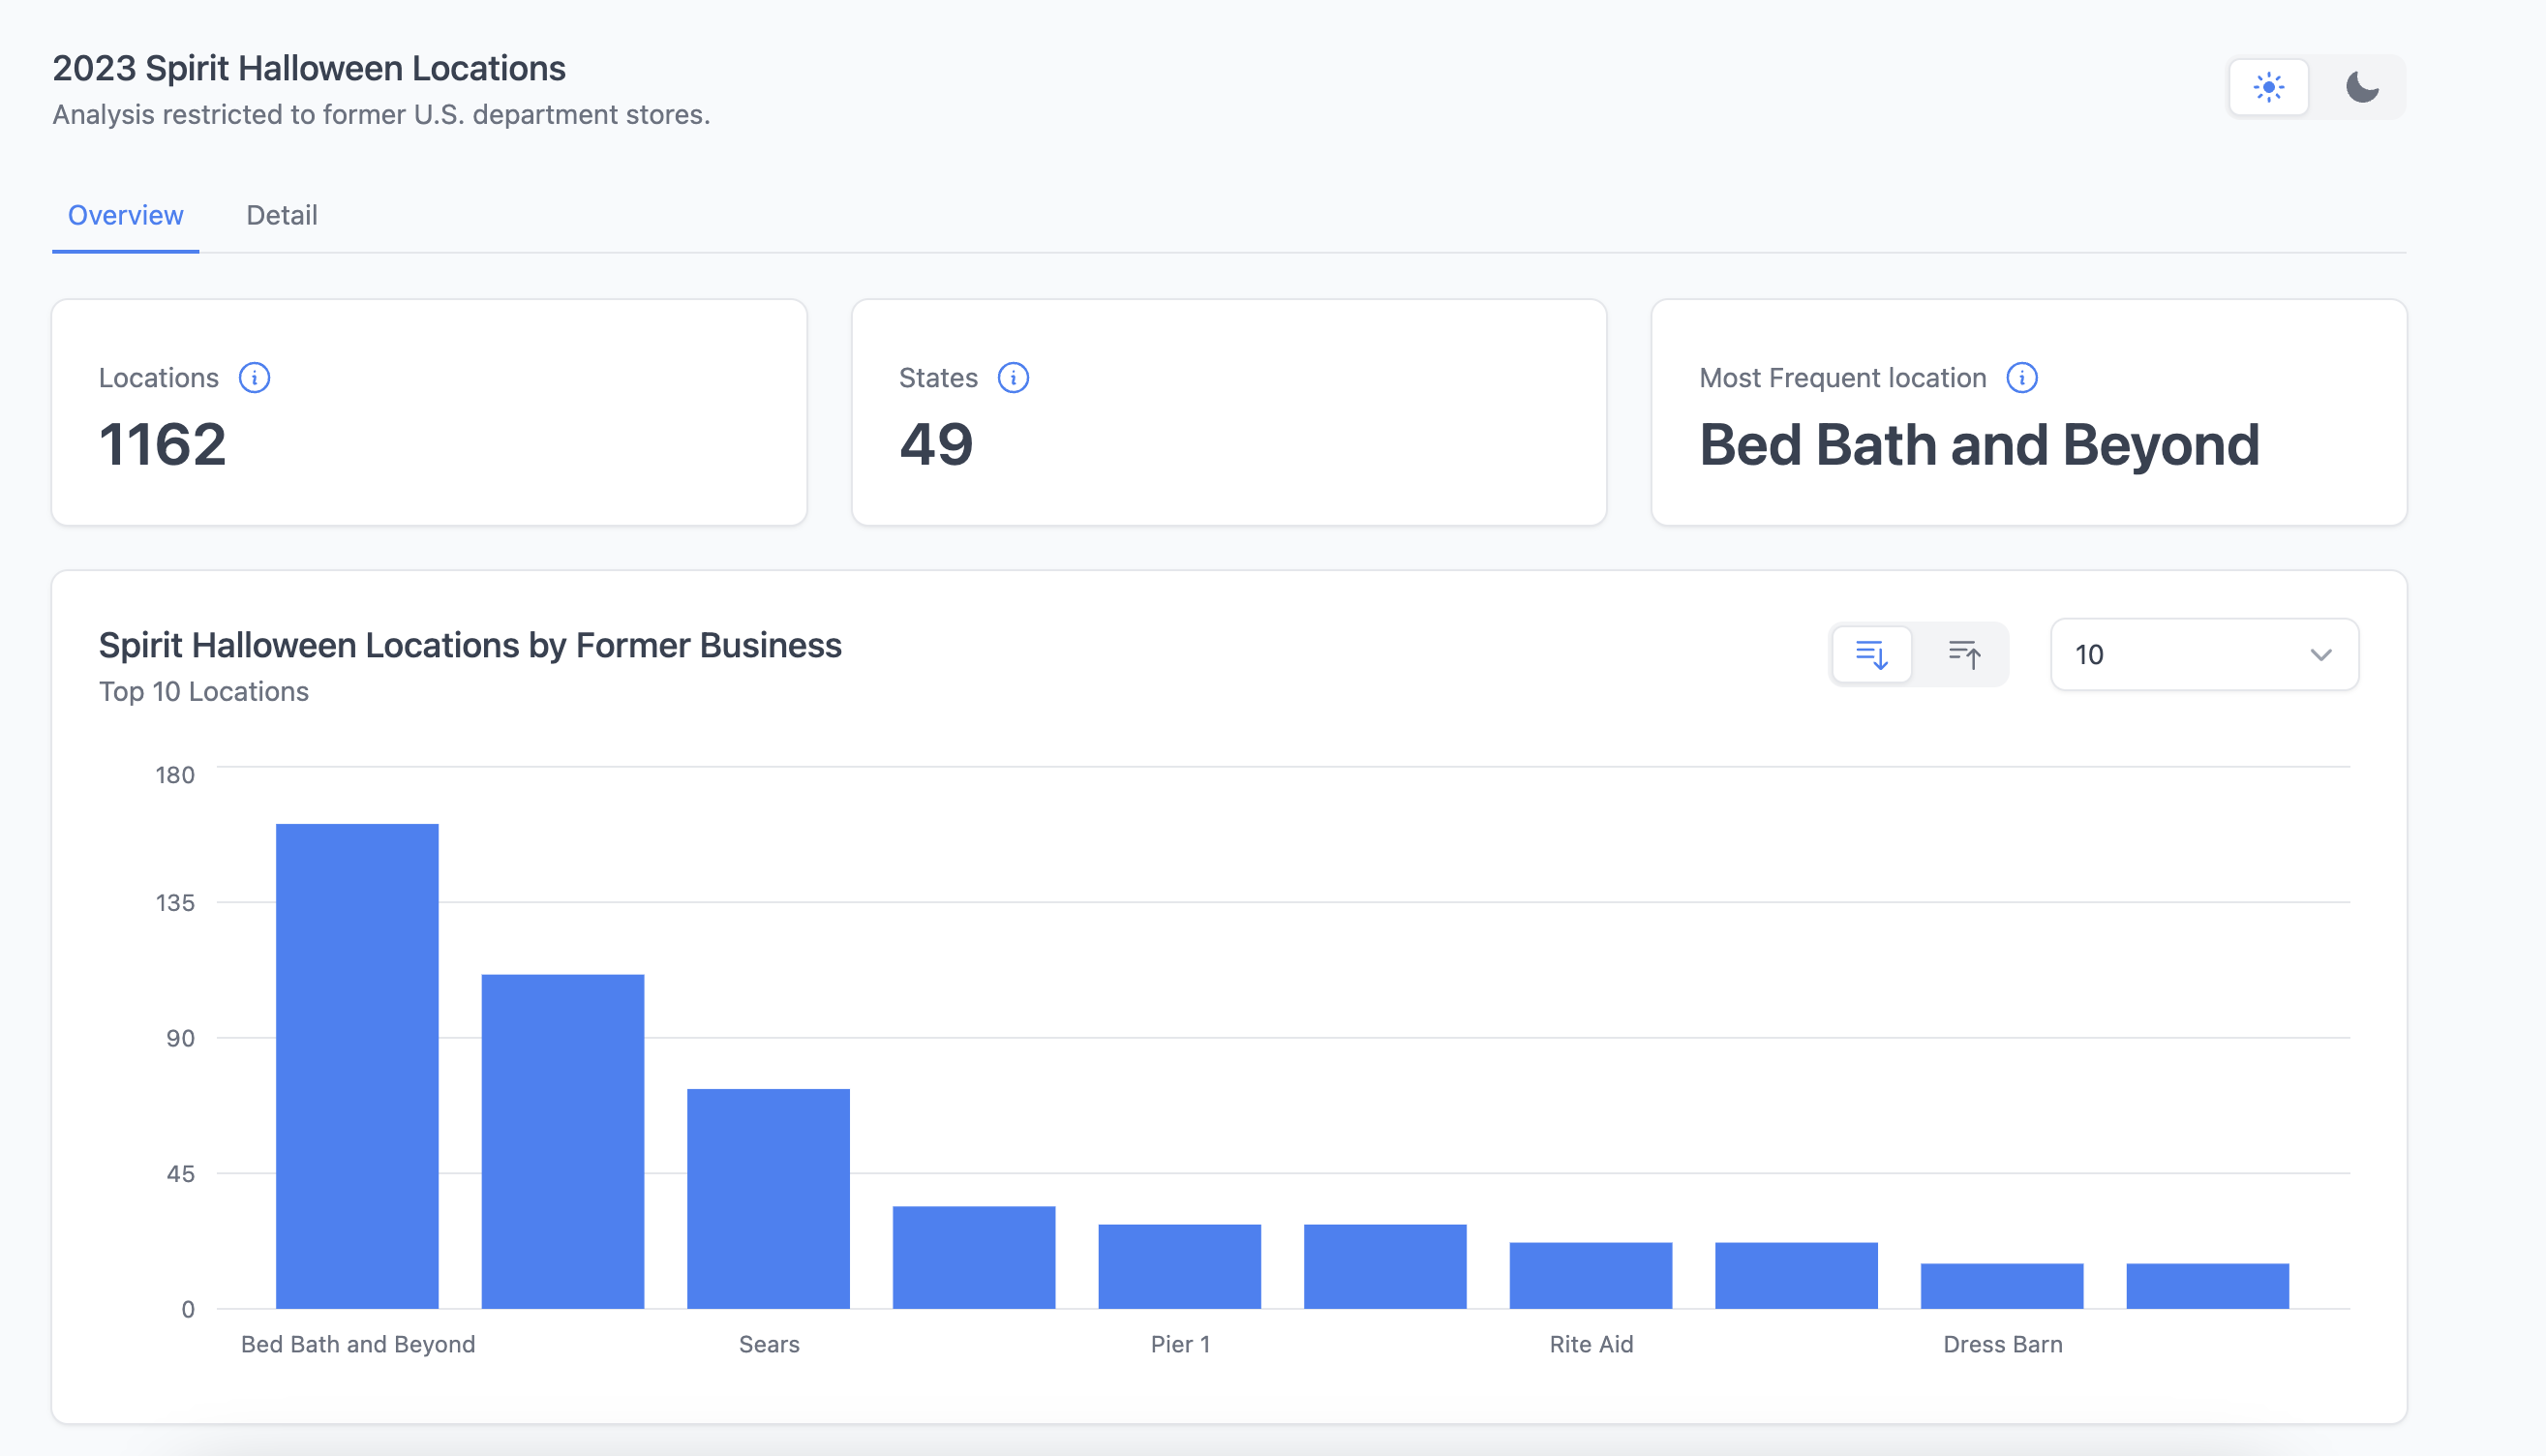 2023 Spirit Halloween Locations
Analysis restricted to former U.S. department stores.
Overview
Detail
Locations
1162
States
49
Most Frequent location
Bed Bath and Beyond
Spirit Halloween Locations by Former Business
Top 10 Locations
10
180
135
90
45
0
Bed Bath and Beyond
Sears
Pier 1
Rite Aid
Dress Barn